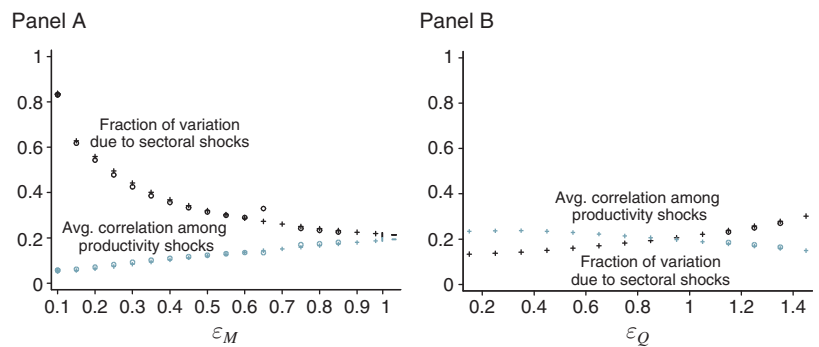 Panel A
1
0.8
0.6
0.4
0.2
0
Fraction of variation
due to sectoral shocks
Avg. correlation among
productivity shocks
0.1 0.2 0.3 0.4 0.5 0.6 0.7 0.8 0.9 1
ε_M
Panel B
1
0.8
0.6
0.4
0.2
0
Avg. correlation among
productivity shocks
Fraction of variation
due to sectoral shocks
0.2 0.4 0.6 0.8 1 1.2 1.4
ε_Q